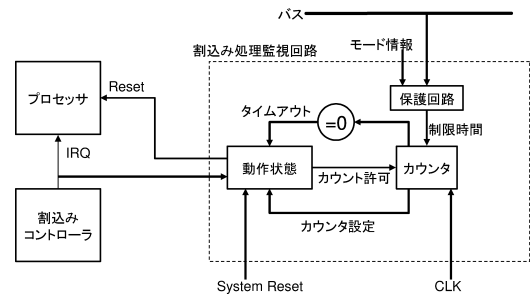 バス
割込み処理監視回路
モード情報
Reset
プロセッサ
保護回路
タイムアウト
=0
制限時間
IRQ
動作状態
カウント許可
カウンタ
割込み
コントローラ
カウンタ設定
System Reset
CLK